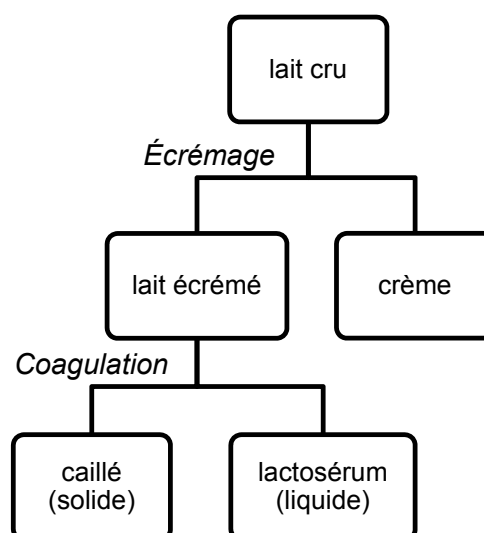 lait cru
Écrémage
lait écrémé
crème
Coagulation
caillé
(solide)
lactosérum
(liquide)